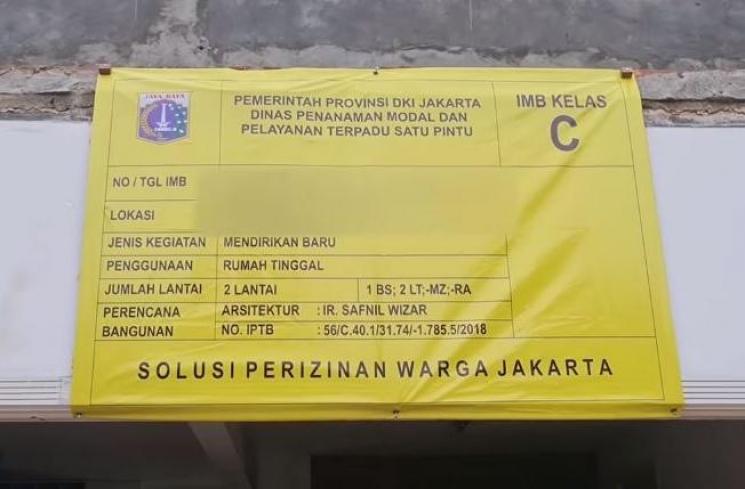 JAYA RAYA
PEMERINTAH PROVINSI DKI JAKARTA
DINAS PENANAMAN MODAL DAN
PELAYANAN TERPADU SATU PINTU
IMB KELAS
C
NO / TGL IMB
LOKASI
JENIS KEGIATAN MENDIRIKAN BARU
PENGGUNAAN RUMAH TINGGAL
JUMLAH LANTAI 2 LANTAI 1 BS; 2 LT;-MZ;-RA
PERENCANA ARSITEKTUR : IR. SAFNIL WIZAR
BANGUNAN NO. IPTB : 56/C.40.1/31.74/-1.785.5/2018
SOLUSI PERIZINAN WARGA JAKARTA